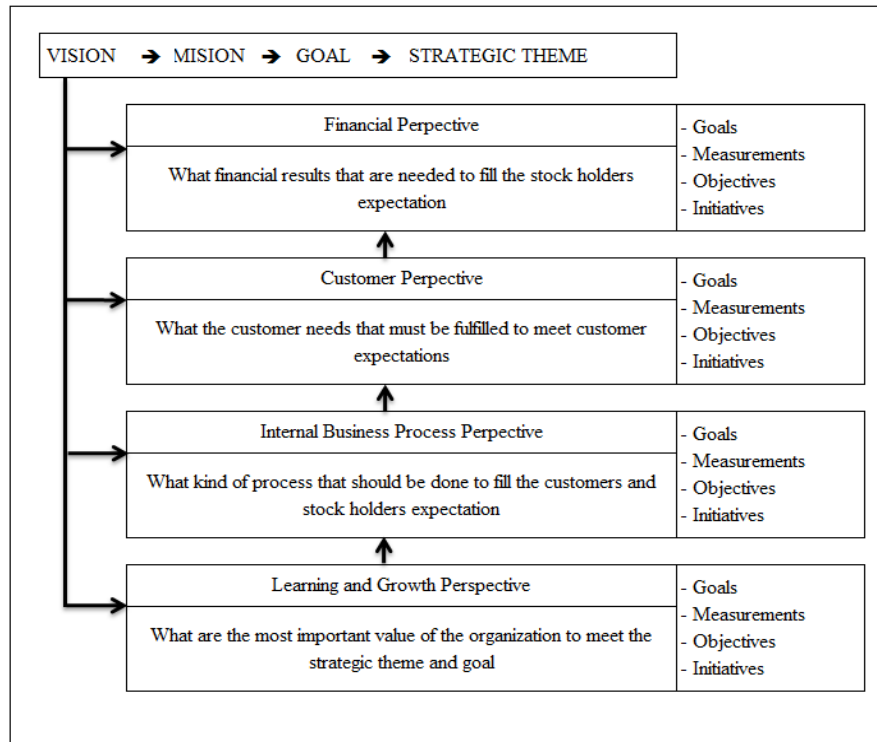 VISION → MISION → GOAL → STRATEGIC THEME
Financial Perpective
What financial results that are needed to fill the stock holders
expectation
- Goals
- Measurements
- Objectives
- Initiatives
Customer Perpective
What the customer needs that must be fulfilled to meet customer
expectations
- Goals
- Measurements
- Objectives
- Initiatives
Internal Business Process Perpective
What kind of process that should be done to fill the customers and
stock holders expectation
- Goals
- Measurements
- Objectives
- Initiatives
Learning and Growth Perspective
What are the most important value of the organization to meet the
strategic theme and goal
- Goals
- Measurements
- Objectives
- Initiatives